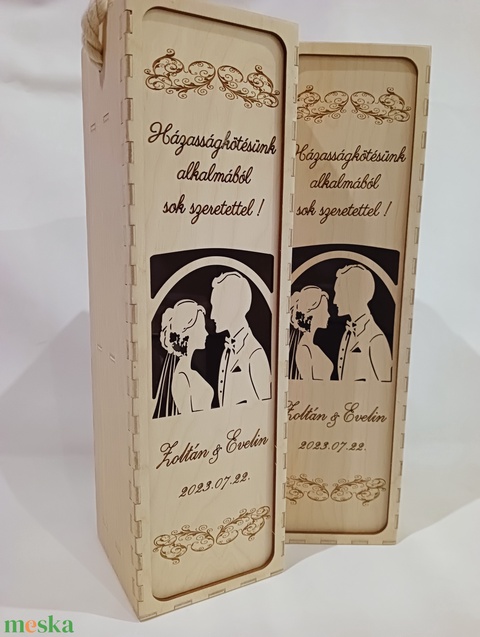 Házasságkötésünk
alkalmából
sok szeretettel !
Zoltán & Evelin
2023.07.22.
Házasságkötésünk
alkalmából
sok szeretettel !
Zoltán & Evelin
2023.07.22.
meska